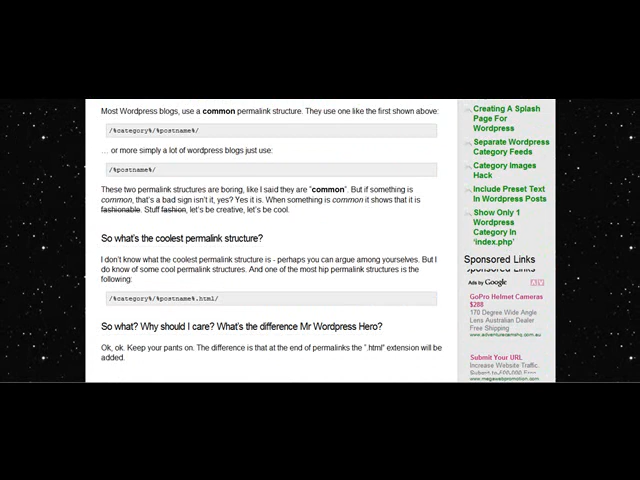 Most Wordpress blogs, use a common permalink structure. They use one like the first shown above:
/%category%/%postname%/
… or more simply a lot of wordpress blogs just use:
/%postname%/
These two permalink structures are boring, like I said they are "common". But if something is
common, that's a bad sign isn't it, yes? Yes it is. When something is common it shows that it is
fashionable. Stuff fashion, let's be creative, let's be cool.
So what's the coolest permalink structure?
I don't know what the coolest permalink structure is - perhaps you can argue among yourselves. But I
do know of some cool permalink structures. And one of the most hip permalink structures is the
following:
/%category%/%postname%.html/
So what? Why should I care? What's the difference Mr Wordpress Hero?
Ok, ok. Keep your pants on. The difference is that at the end of permalinks the ".html" extension will be
added.
Creating A Splash
Page For
Wordpress
Separate Wordpress
Category Feeds
Category Images
Hack
Include Preset Text
In Wordpress Posts
Show Only 1
Wordpress
Category In
'index.php'
Sponsored Links
Sponsored Links
Ads by Google
GoPro Helmet Cameras
$288
170 Degree Wide Angle
Lens Australian Dealer
Free Shipping
Submit Your URL
Increase Website Traffic.
Submit to 600,000 Free
www.megawebpromotion.com